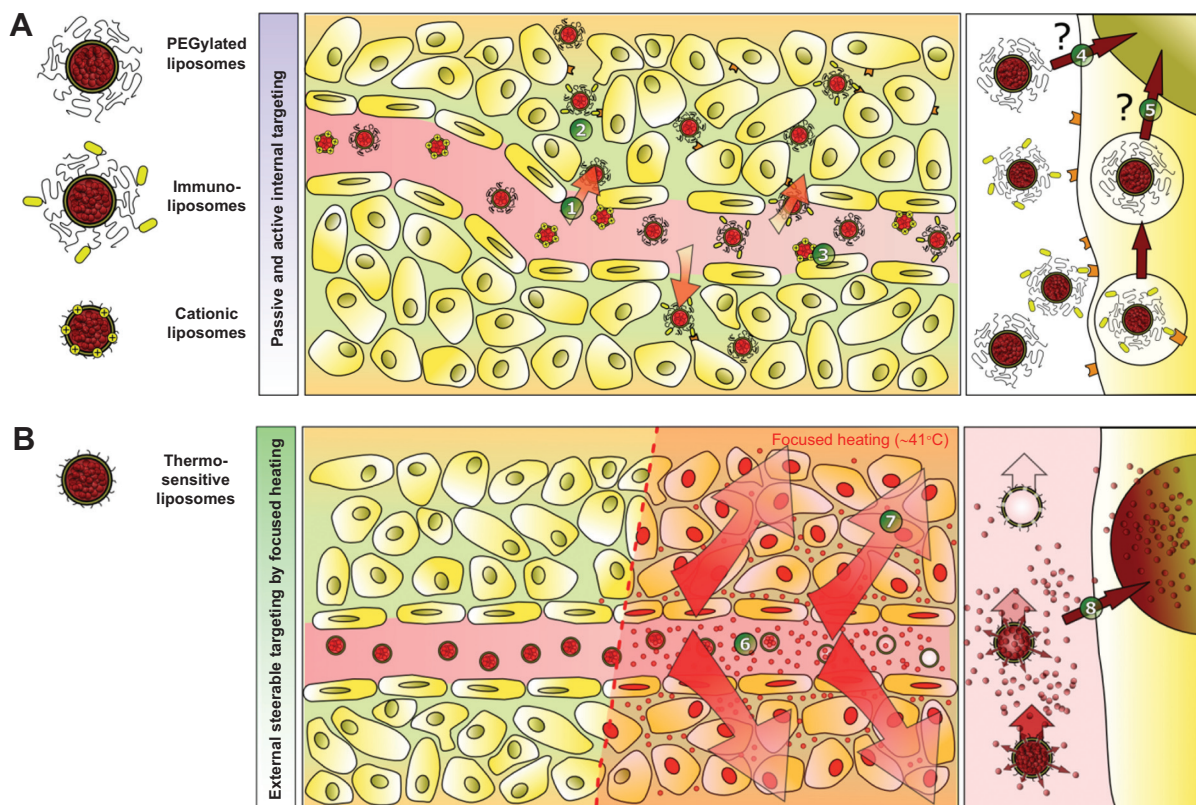 A
PEGylated
liposomes
Immuno-
liposomes
Cationic
liposomes
Passive and active internal targeting
1
2
3
?
4
?
5
B
Thermo-
sensitive
liposomes
External steerable targeting by focused heating
Focused heating (~41°C)
7
6
8